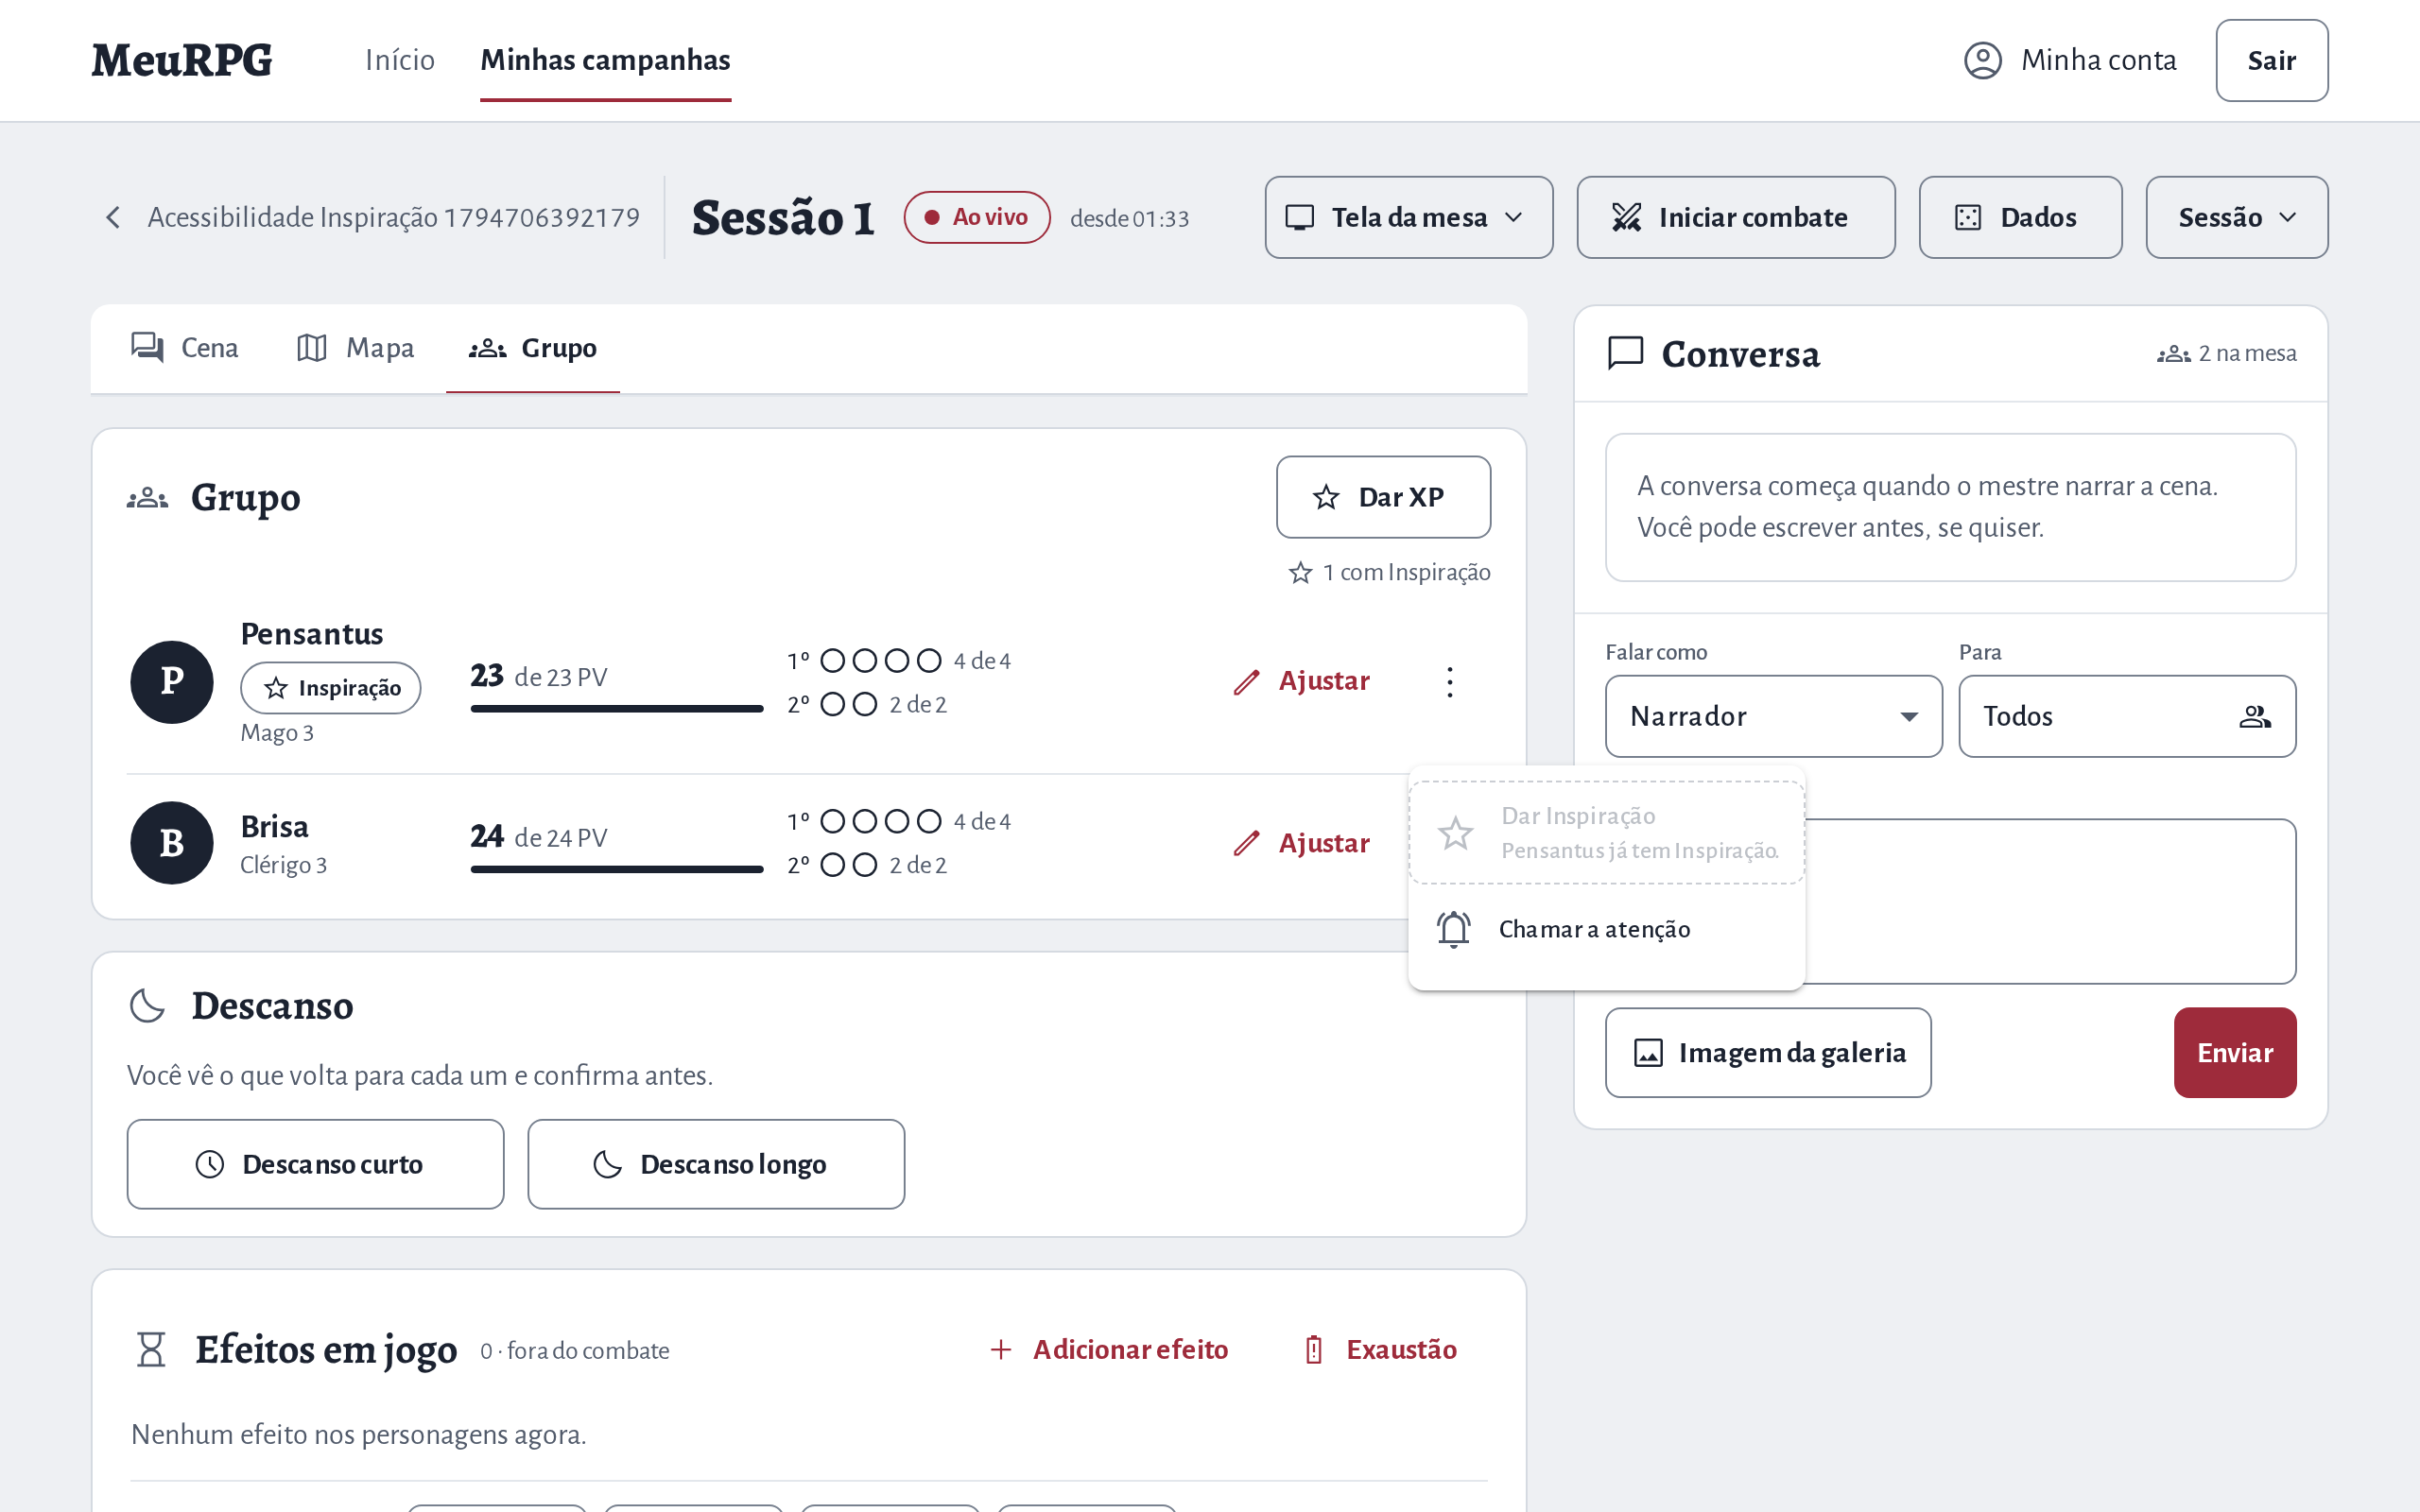 MeuRPG
Início
Minhas campanhas
Minha conta
Sair
Acessibilidade Inspiração 1794706392179
Sessão 1
Ao vivo
desde 01:33
Tela da mesa
Iniciar combate
Dados
Sessão
Cena
Mapa
Grupo
Grupo
Dar XP
1 com Inspiração
P
Pensantus
Inspiração
Mago 3
23 de 23 PV
1º 4 de 4
2º 2 de 2
Ajustar
B
Brisa
Clérigo 3
24 de 24 PV
1º 4 de 4
2º 2 de 2
Ajustar
Dar Inspiração
Pensantus já tem Inspiração.
Chamar a atenção
Descanso
Você vê o que volta para cada um e confirma antes.
Descanso curto
Descanso longo
Efeitos em jogo
0 · fora do combate
Adicionar efeito
Exaustão
Nenhum efeito nos personagens agora.
Conversa
2 na mesa
A conversa começa quando o mestre narrar a cena.
Você pode escrever antes, se quiser.
Falar como
Para
Narrador
Todos
Imagem da galeria
Enviar